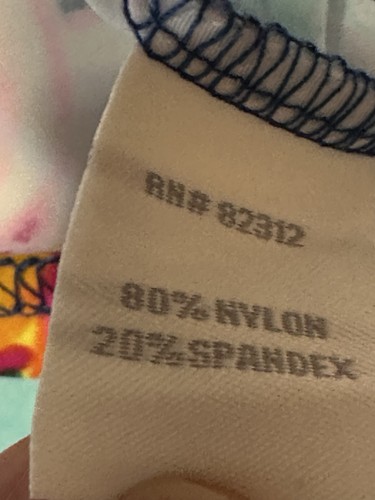 RN# 82312
80% NYLON
20% SPANDEX